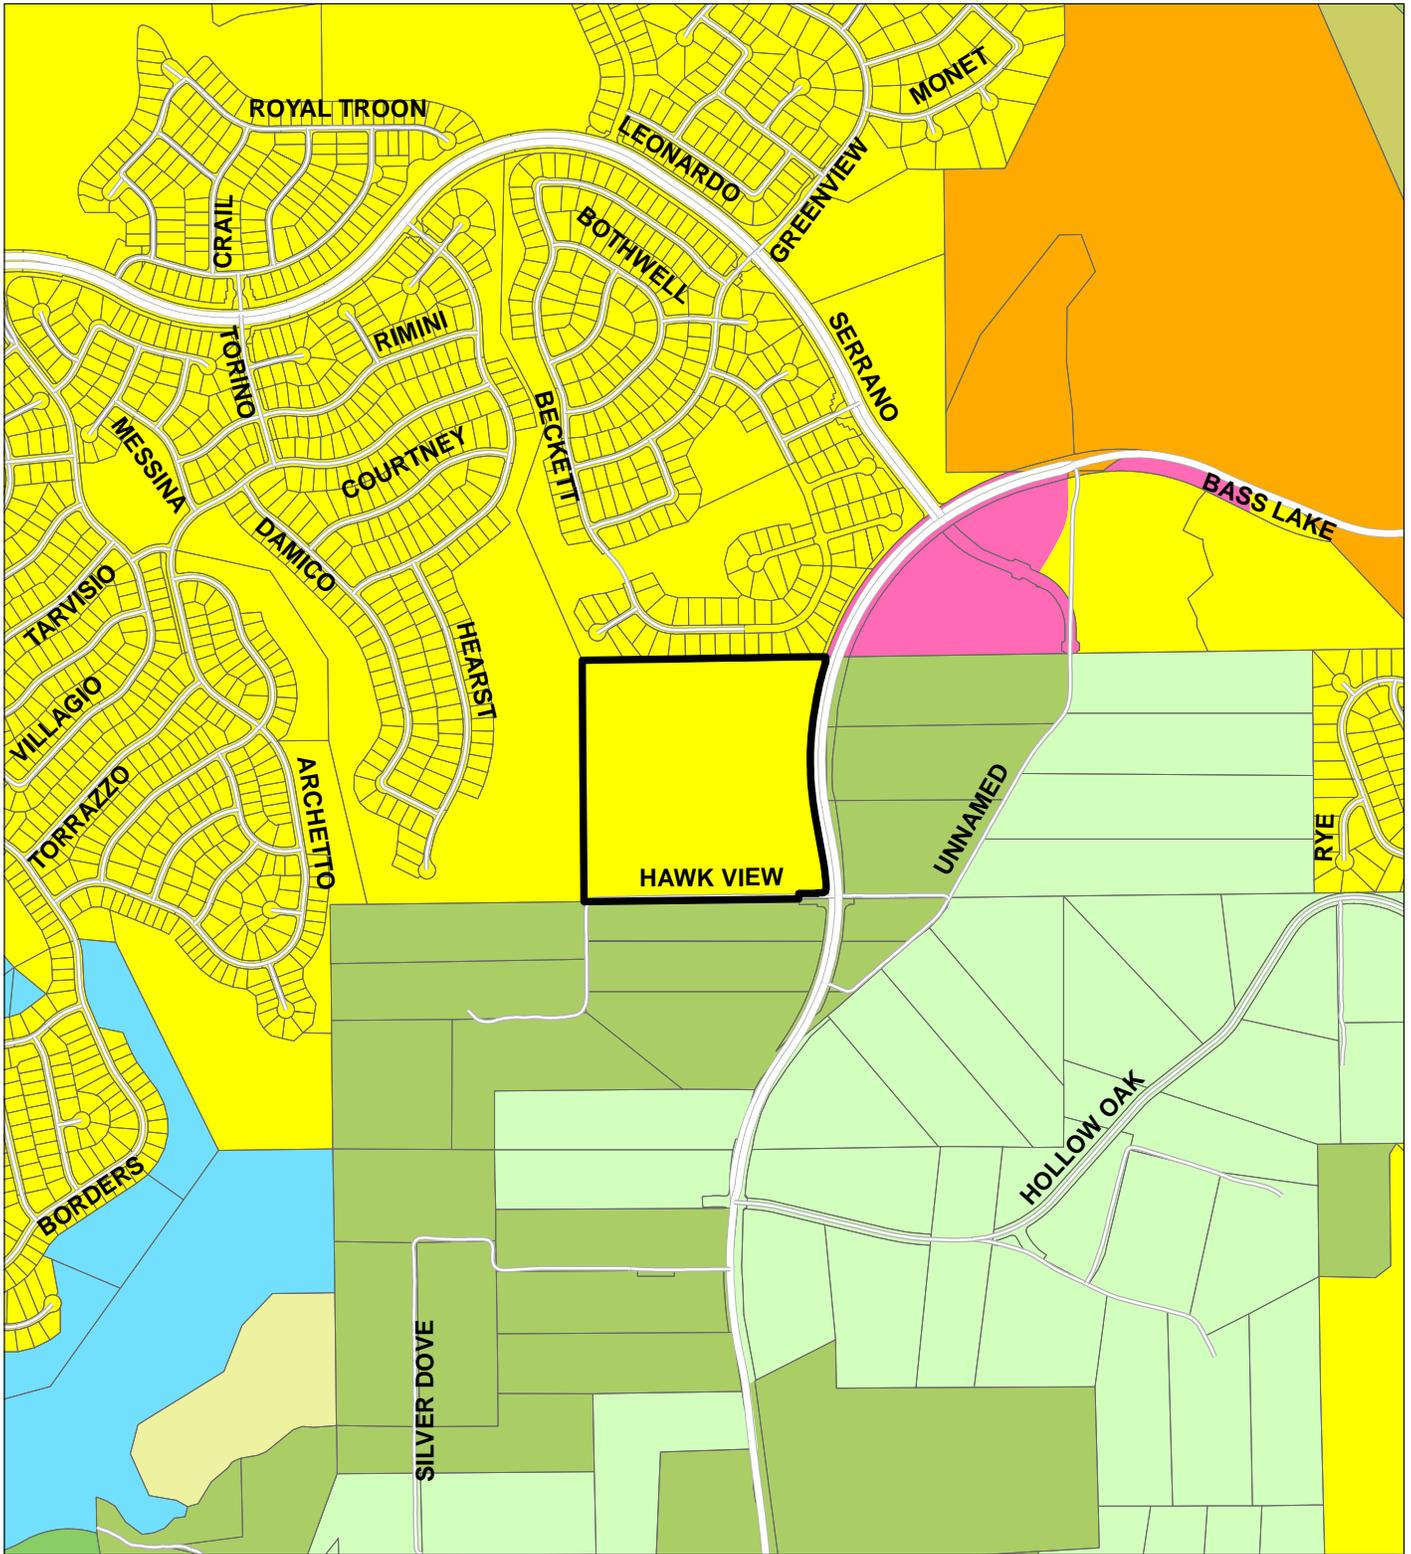 MONET
ROYAL TROON
LEONARDO
GREENVIEW
CRAIL
BOTHWELL
RIMINI
TORINO
SERRANO
BECKETT
MESSINA
COURTNEY
BASS LAKE
DAMICO
TARVISIO
HEARST
VILLAGIO
TORRAZZO
ARCHETTO
UNNAMED
RYE
HAWK VIEW
HOLLOW OAK
BORDERS
SILVER DOVE